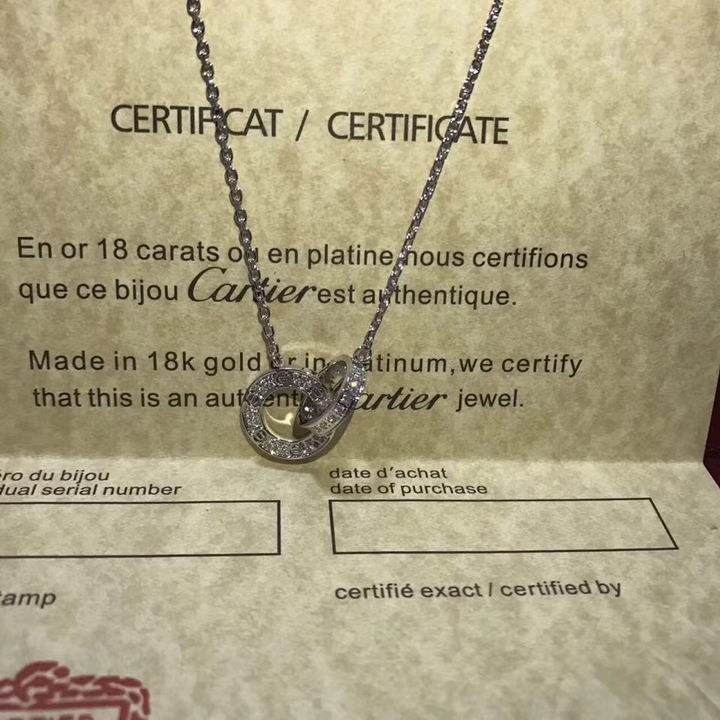 CERTIFICAT / CERTIFICATE
En or 18 carats ou en platine,nous certifions
que ce bijou Cartier est authentique.
Made in 18k gold or in platinum,we certify
that this is an authentic Cartier jewel.
ro du bijou
dual serial number
date d'achat
date of purchase
amp
certifié exact / certified by